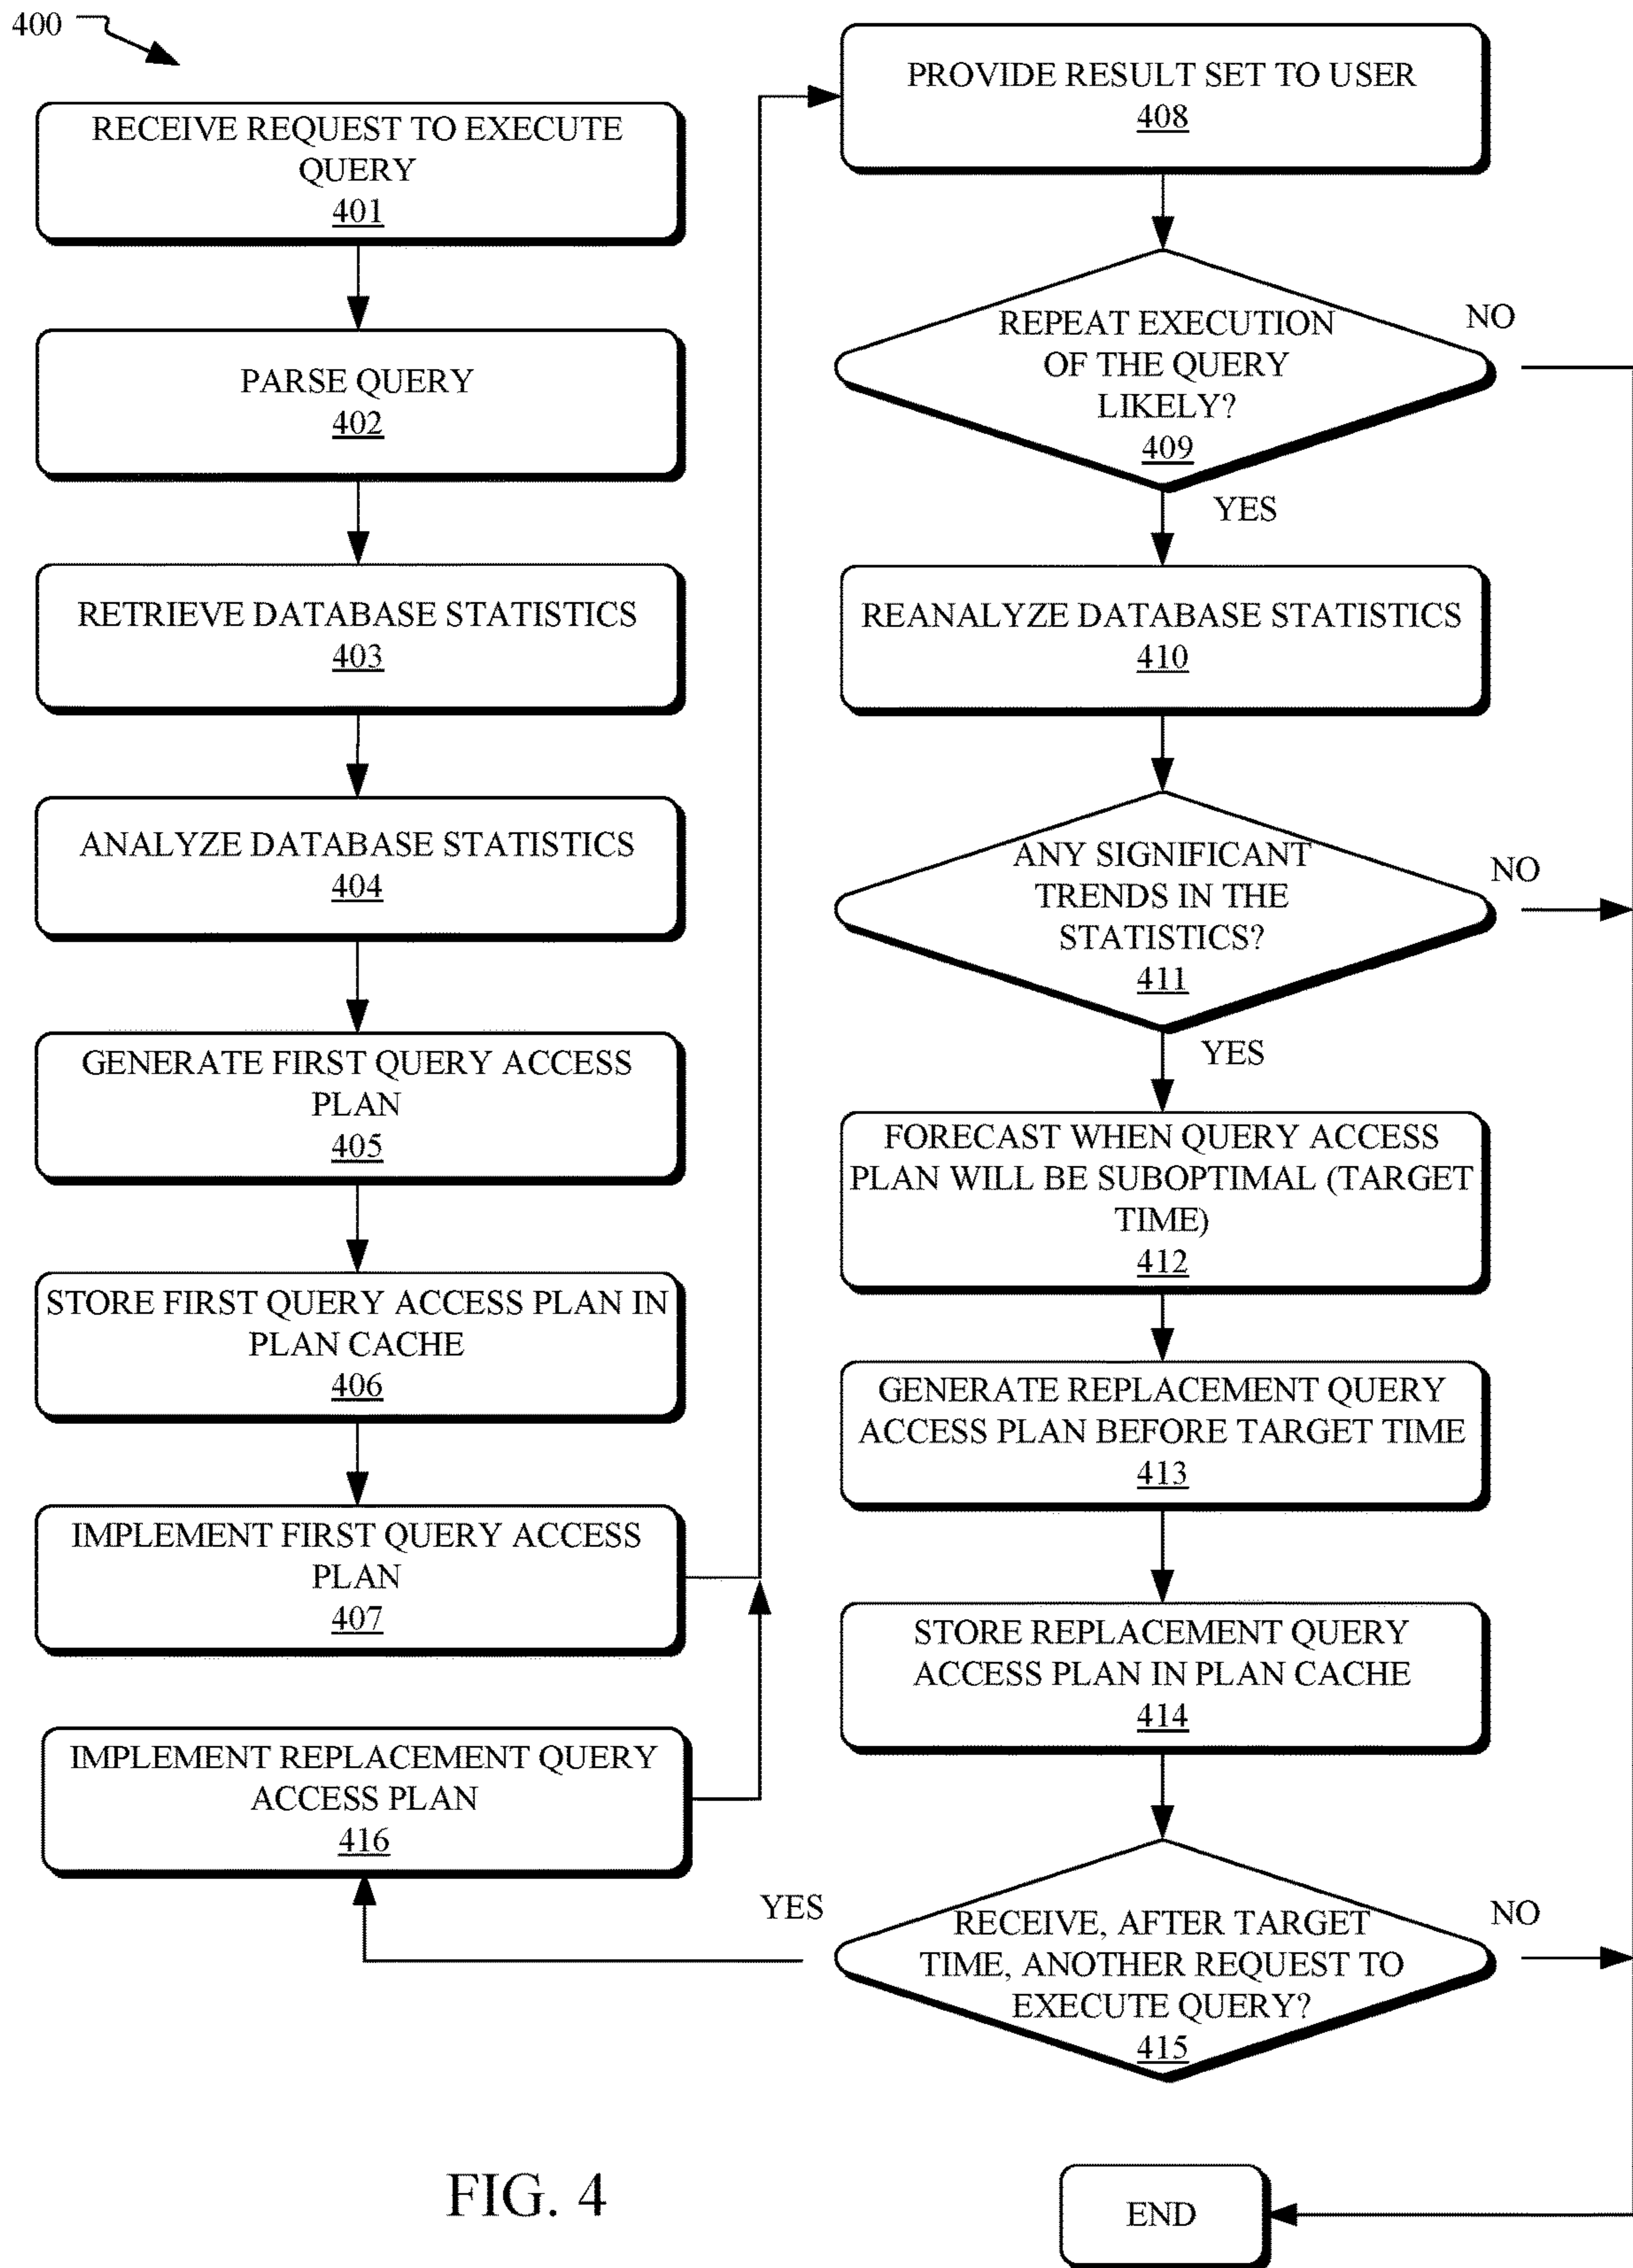 400
RECEIVE REQUEST TO EXECUTE
QUERY
401
PARSE QUERY
402
RETRIEVE DATABASE STATISTICS
403
ANALYZE DATABASE STATISTICS
404
GENERATE FIRST QUERY ACCESS
PLAN
405
STORE FIRST QUERY ACCESS PLAN IN
PLAN CACHE
406
IMPLEMENT FIRST QUERY ACCESS
PLAN
407
IMPLEMENT REPLACEMENT QUERY
ACCESS PLAN
416
PROVIDE RESULT SET TO USER
408
REPEAT EXECUTION
OF THE QUERY
LIKELY?
409
NO
YES
REANALYZE DATABASE STATISTICS
410
ANY SIGNIFICANT
TRENDS IN THE
STATISTICS?
411
NO
YES
FORECAST WHEN QUERY ACCESS
PLAN WILL BE SUBOPTIMAL (TARGET
TIME)
412
GENERATE REPLACEMENT QUERY
ACCESS PLAN BEFORE TARGET TIME
413
STORE REPLACEMENT QUERY
ACCESS PLAN IN PLAN CACHE
414
RECEIVE, AFTER TARGET
TIME, ANOTHER REQUEST TO
EXECUTE QUERY?
415
YES
NO
END
FIG. 4